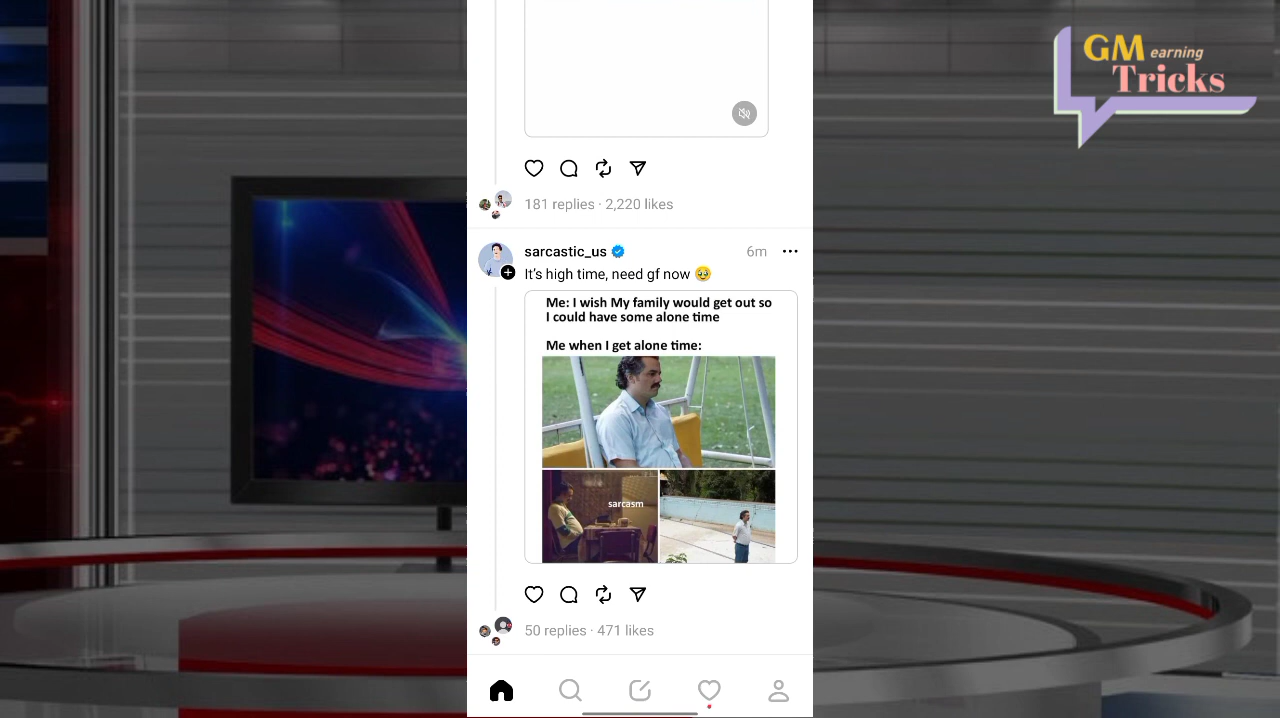 GM earning
Tricks
181 replies · 2,220 likes
sarcastic_us
6m
It's high time, need gf now 🥹
Me: I wish My family would get out so
I could have some alone time
Me when I get alone time:
sarcasm
50 replies · 471 likes